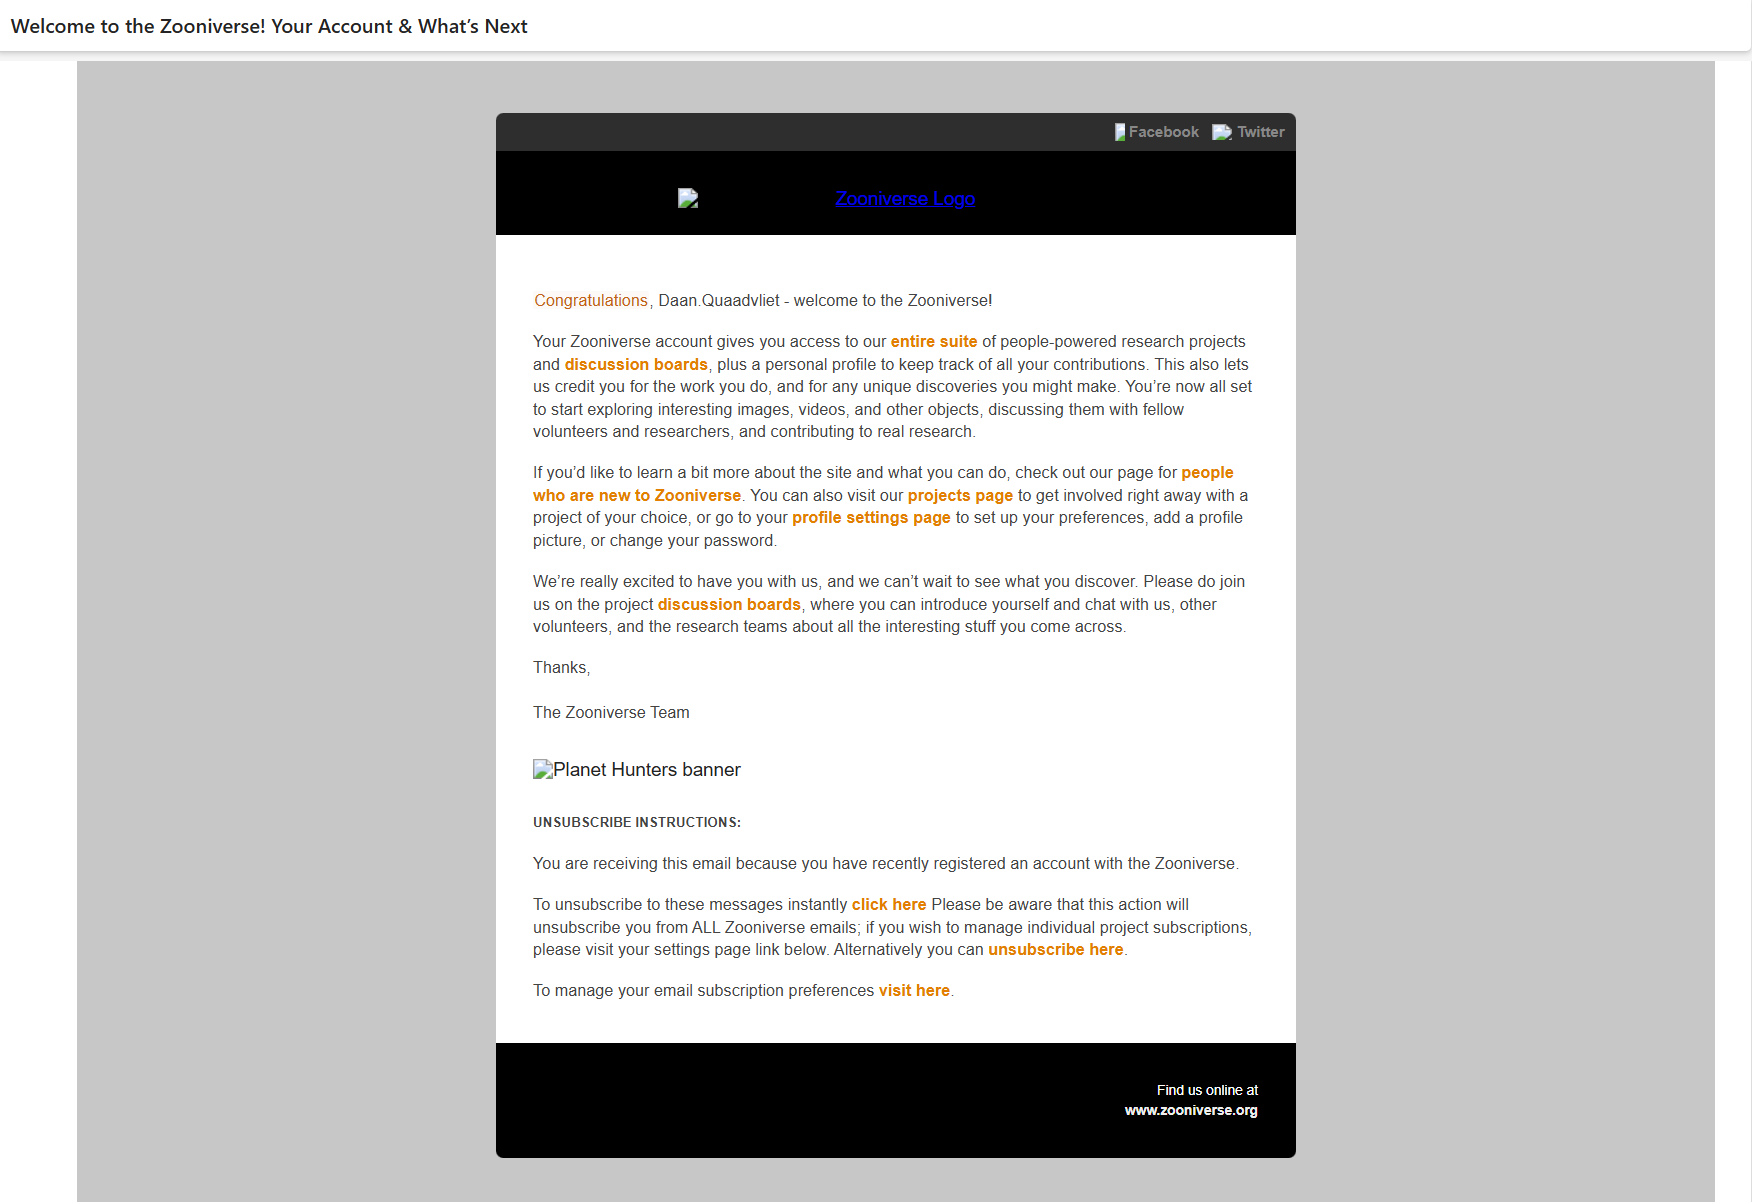 Welcome to the Zooniverse! Your Account & What's Next
Facebook Twitter
Zooniverse Logo
Congratulations, Daan.Quaadvliet - welcome to the Zooniverse!
Your Zooniverse account gives you access to our entire suite of people-powered research projects
and discussion boards, plus a personal profile to keep track of all your contributions. This also lets
us credit you for the work you do, and for any unique discoveries you might make. You're now all set
to start exploring interesting images, videos, and other objects, discussing them with fellow
volunteers and researchers, and contributing to real research.
If you'd like to learn a bit more about the site and what you can do, check out our page for people
who are new to Zooniverse. You can also visit our projects page to get involved right away with a
project of your choice, or go to your profile settings page to set up your preferences, add a profile
picture, or change your password.
We're really excited to have you with us, and we can't wait to see what you discover. Please do join
us on the project discussion boards, where you can introduce yourself and chat with us, other
volunteers, and the research teams about all the interesting stuff you come across.
Thanks,
The Zooniverse Team
Planet Hunters banner
UNSUBSCRIBE INSTRUCTIONS:
You are receiving this email because you have recently registered an account with the Zooniverse.
To unsubscribe to these messages instantly click here Please be aware that this action will
unsubscribe you from ALL Zooniverse emails; if you wish to manage individual project subscriptions,
please visit your settings page link below. Alternatively you can unsubscribe here.
To manage your email subscription preferences visit here.
Find us online at
www.zooniverse.org